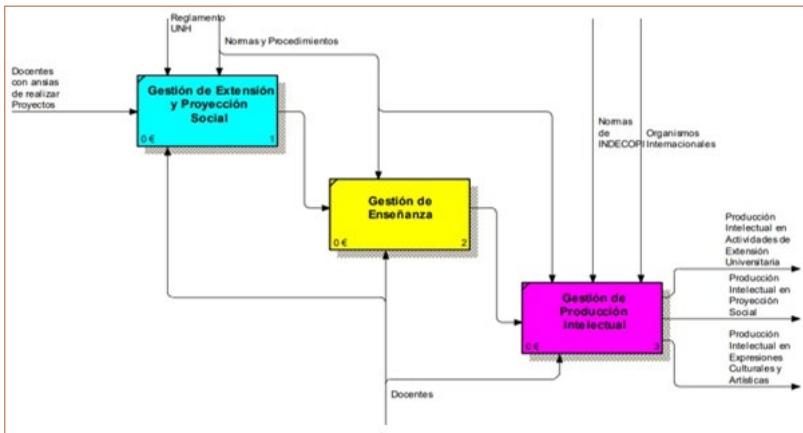 Reglamento
UNH
Normas y Procedimientos
Docentes
con ansias
de realizar
Proyectos
Gestión de Extensión
y Proyección
Social
0 €
1
Normas
de
INDECOPI
Organismos
Internacionales
Gestión de
Enseñanza
0 €
2
Producción
Intelectual en
Actividades de
Extensión
Universitaria
Producción
Intelectual en
Proyección
Social
Gestión de
Producción
Intelectual
0 €
3
Producción
Intelectual en
Expresiones
Culturales y
Artísticas
Docentes